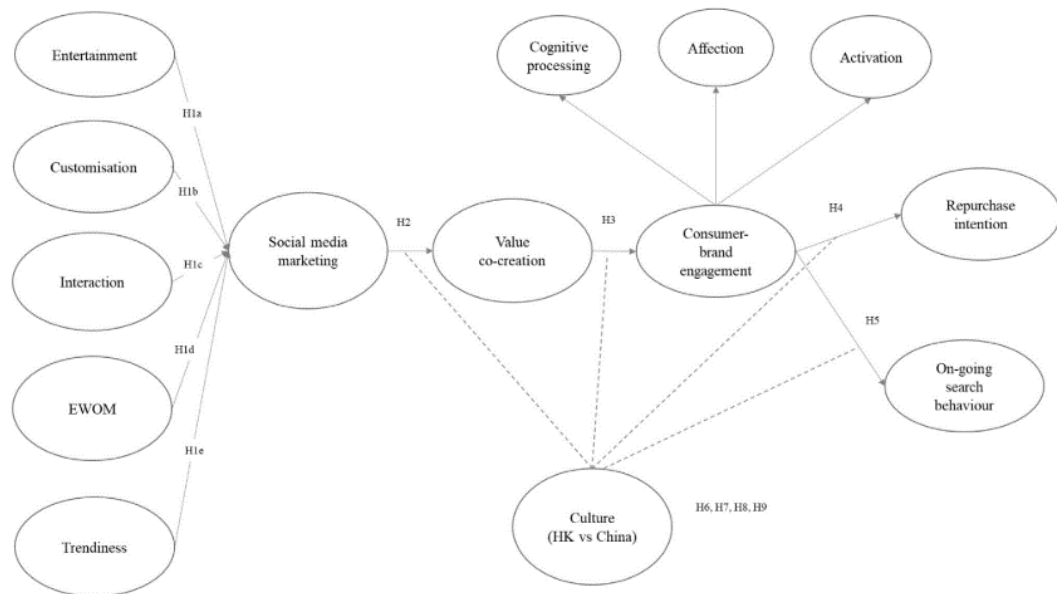 Entertainment
H1a
Customisation
H1b
Interaction
H1c
EWOM
H1d
Trendiness
H1e
Social media
marketing
H2
Value
co-creation
H3
Consumer-
brand
engagement
Cognitive
processing
Affection
Activation
H4
Repurchase
intention
H5
On-going
search
behaviour
Culture
(HK vs China)
H6, H7, H8, H9